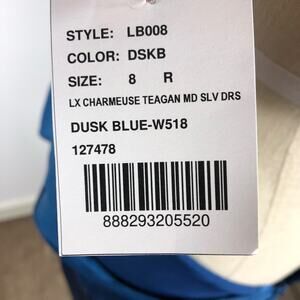 STYLE: LB008
COLOR: DSKB
SIZE: 8 R
LX CHARMEUSE TEAGAN MD SLV DRS
DUSK BLUE-W518
127478
888293205520